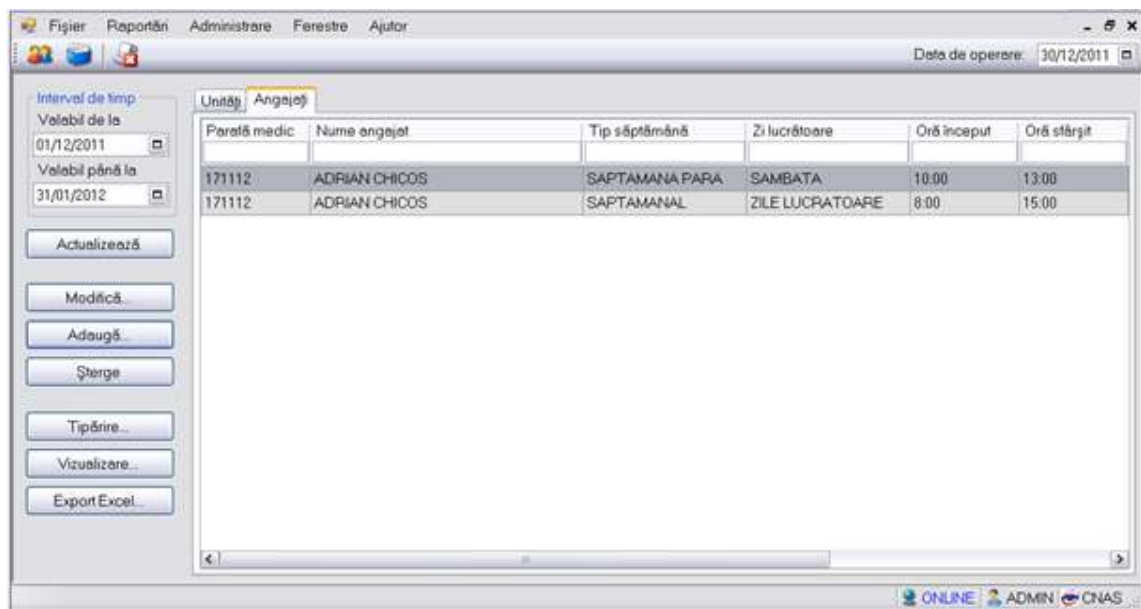 Fişier Raportări Administrare Ferestre Ajutor
Data de operare: 30/12/2011
Interval de timp
Valabil de la
01/12/2011
Valabil până la
31/01/2012
Actualizează
Modifică...
Adaugă...
Şterge
Tipărire...
Vizualizare...
Export Excel...
Unităţi Angajaţi
Parafă medic Nume angajat Tip săptămână Zi lucrătoare Oră început Oră sfârşit
171112 ADRIAN CHICOS SAPTAMANA PARA SAMBATA 10:00 13:00
171112 ADRIAN CHICOS SAPTAMANAL ZILE LUCRATOARE 8:00 15:00
ONLINE ADMIN CNAS